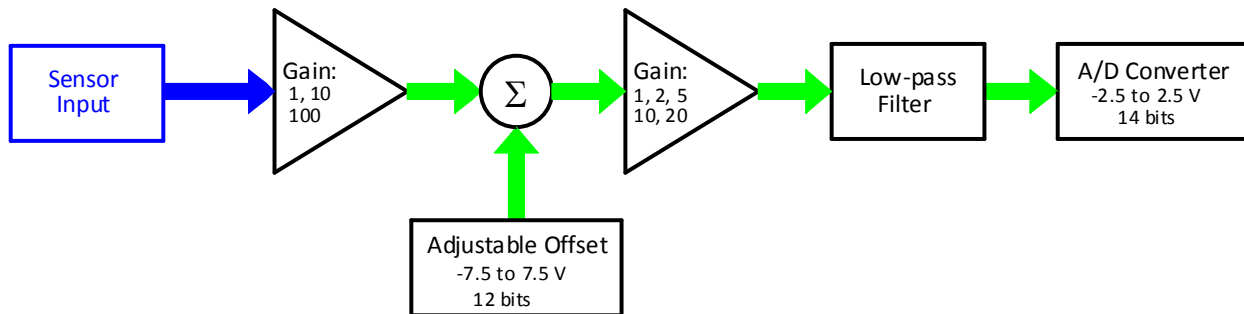 Sensor
Input
Gain:
1, 10
100
Σ
Gain:
1, 2, 5
10, 20
Low-pass
Filter
A/D Converter
-2.5 to 2.5 V
14 bits
Adjustable Offset
-7.5 to 7.5 V
12 bits